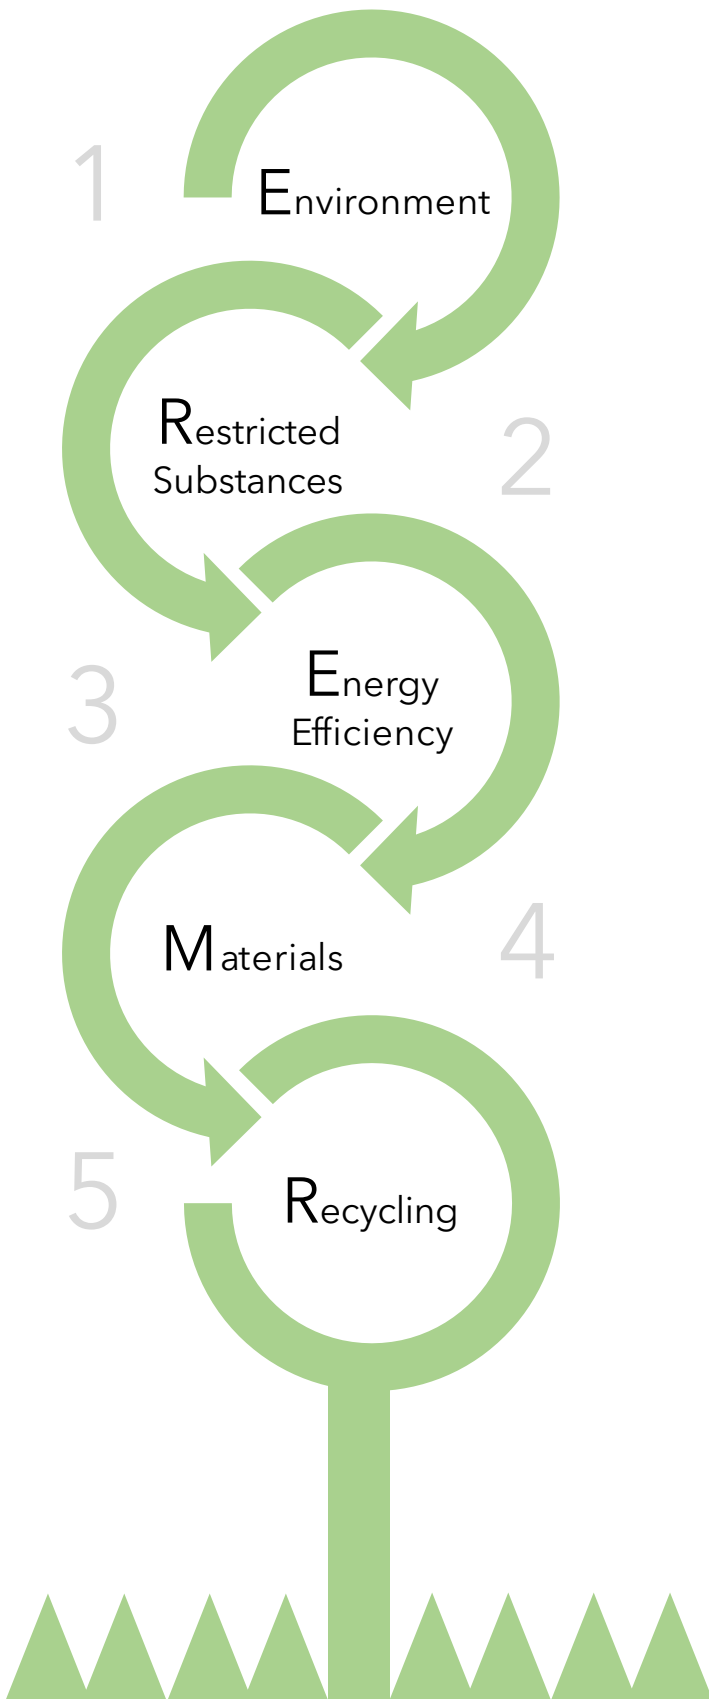 1
Environment
Restricted
Substances
2
3
Energy
Efficiency
Materials
4
5
Recycling